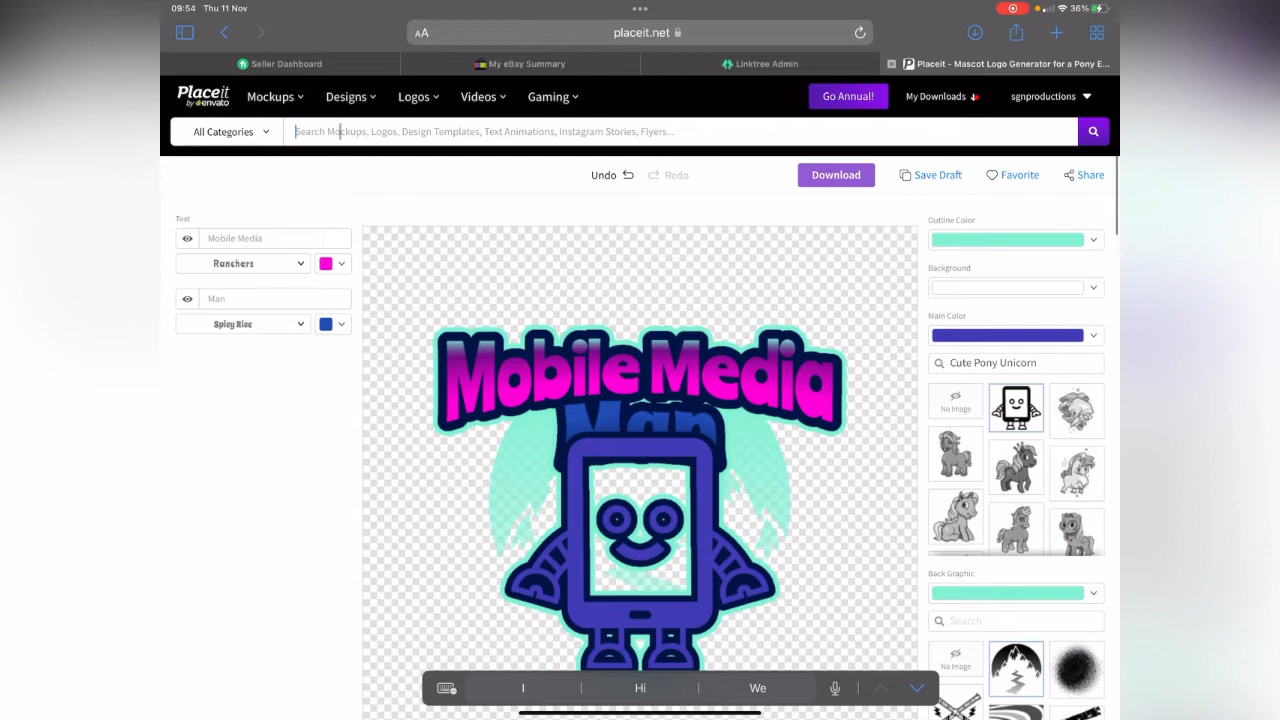 09:54 Thu 11 Nov
36%
AA placeit.net
Seller Dashboard
My eBay Summary
Linktree Admin
Placeit - Mascot Logo Generator for a Pony E...
Placeit
by envato
Mockups
Designs
Logos
Videos
Gaming
Go Annual!
My Downloads
sgnproductions
All Categories
Search Mockups, Logos, Design Templates, Text Animations, Instagram Stories, Flyers...
Undo
Redo
Download
Save Draft
Favorite
Share
Text
Mobile Media
Ranchers
Man
Spicy Rice
Mobile Media
Man
Outline Color
Background
Main Color
Cute Pony Unicorn
No Image
Back Graphic
Search
No Image
I
Hi
We